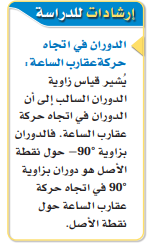 إرشادات للدراسة
الدوران في اتجاه
حركة عقارب الساعة :
يُشير قياس زاوية
الدوران السالب إلى أن
الدوران في اتجاه حركة
عقارب الساعة. فالدوران
بزاوية °90− حول نقطة
الأصل هو دوران بزاوية
°90 في اتجاه حركة
عقارب الساعة حول
نقطة الأصل.